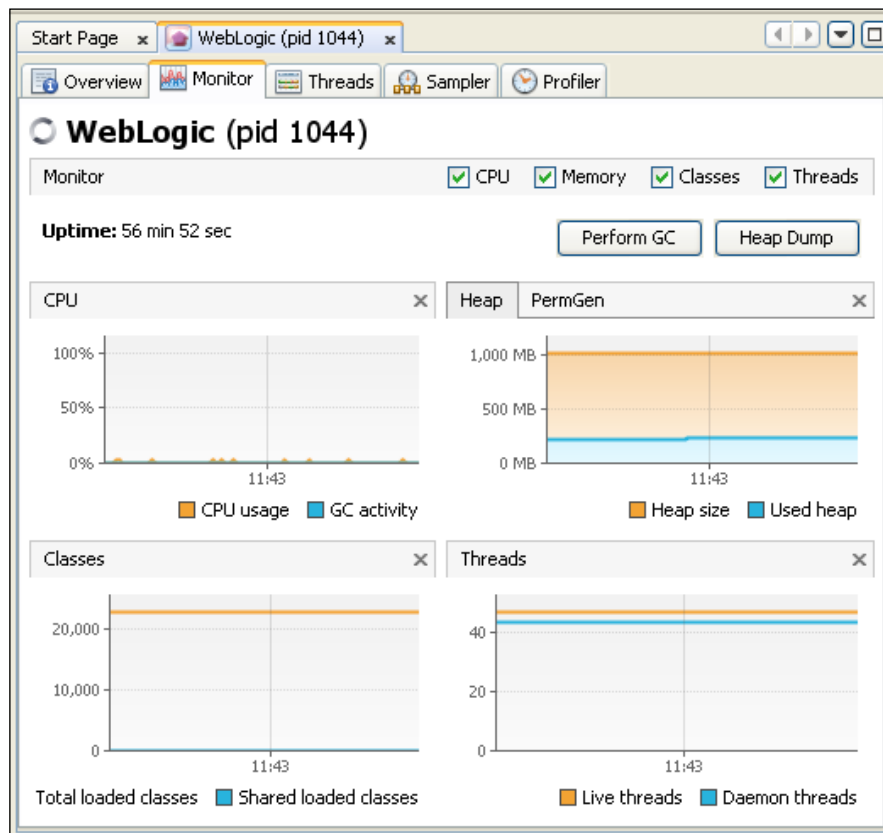 Start Page WebLogic (pid 1044)
Overview Monitor Threads Sampler Profiler
WebLogic (pid 1044)
Monitor CPU Memory Classes Threads
Uptime: 56 min 52 sec Perform GC Heap Dump
CPU
100%
50%
0%
11:43
CPU usage GC activity
Heap PermGen
1,000 MB
500 MB
0 MB
11:43
Heap size Used heap
Classes
20,000
10,000
0
11:43
Total loaded classes Shared loaded classes
Threads
40
20
0
11:43
Live threads Daemon threads